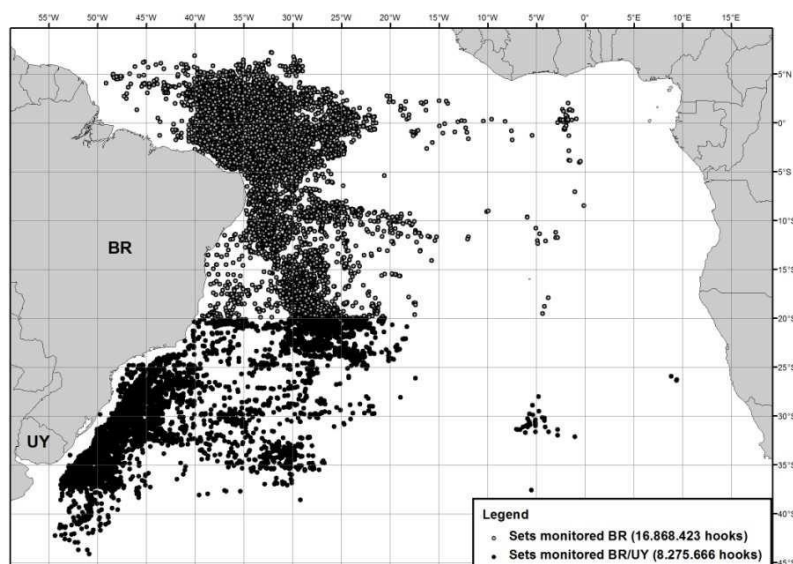 50°W 45°W 40°W 35°W 30°W 25°W 20°W 15°W 10°W 5°W 0° 5°E 10°E 15°E
5°N
0°
5°S
10°S
BR
15°S
20°S
25°S
30°S
UY
35°S
Legend
Sets monitored BR (16.868.423 hooks)
40°S
Sets monitored BR/UY (8.275.666 hooks)
45°S